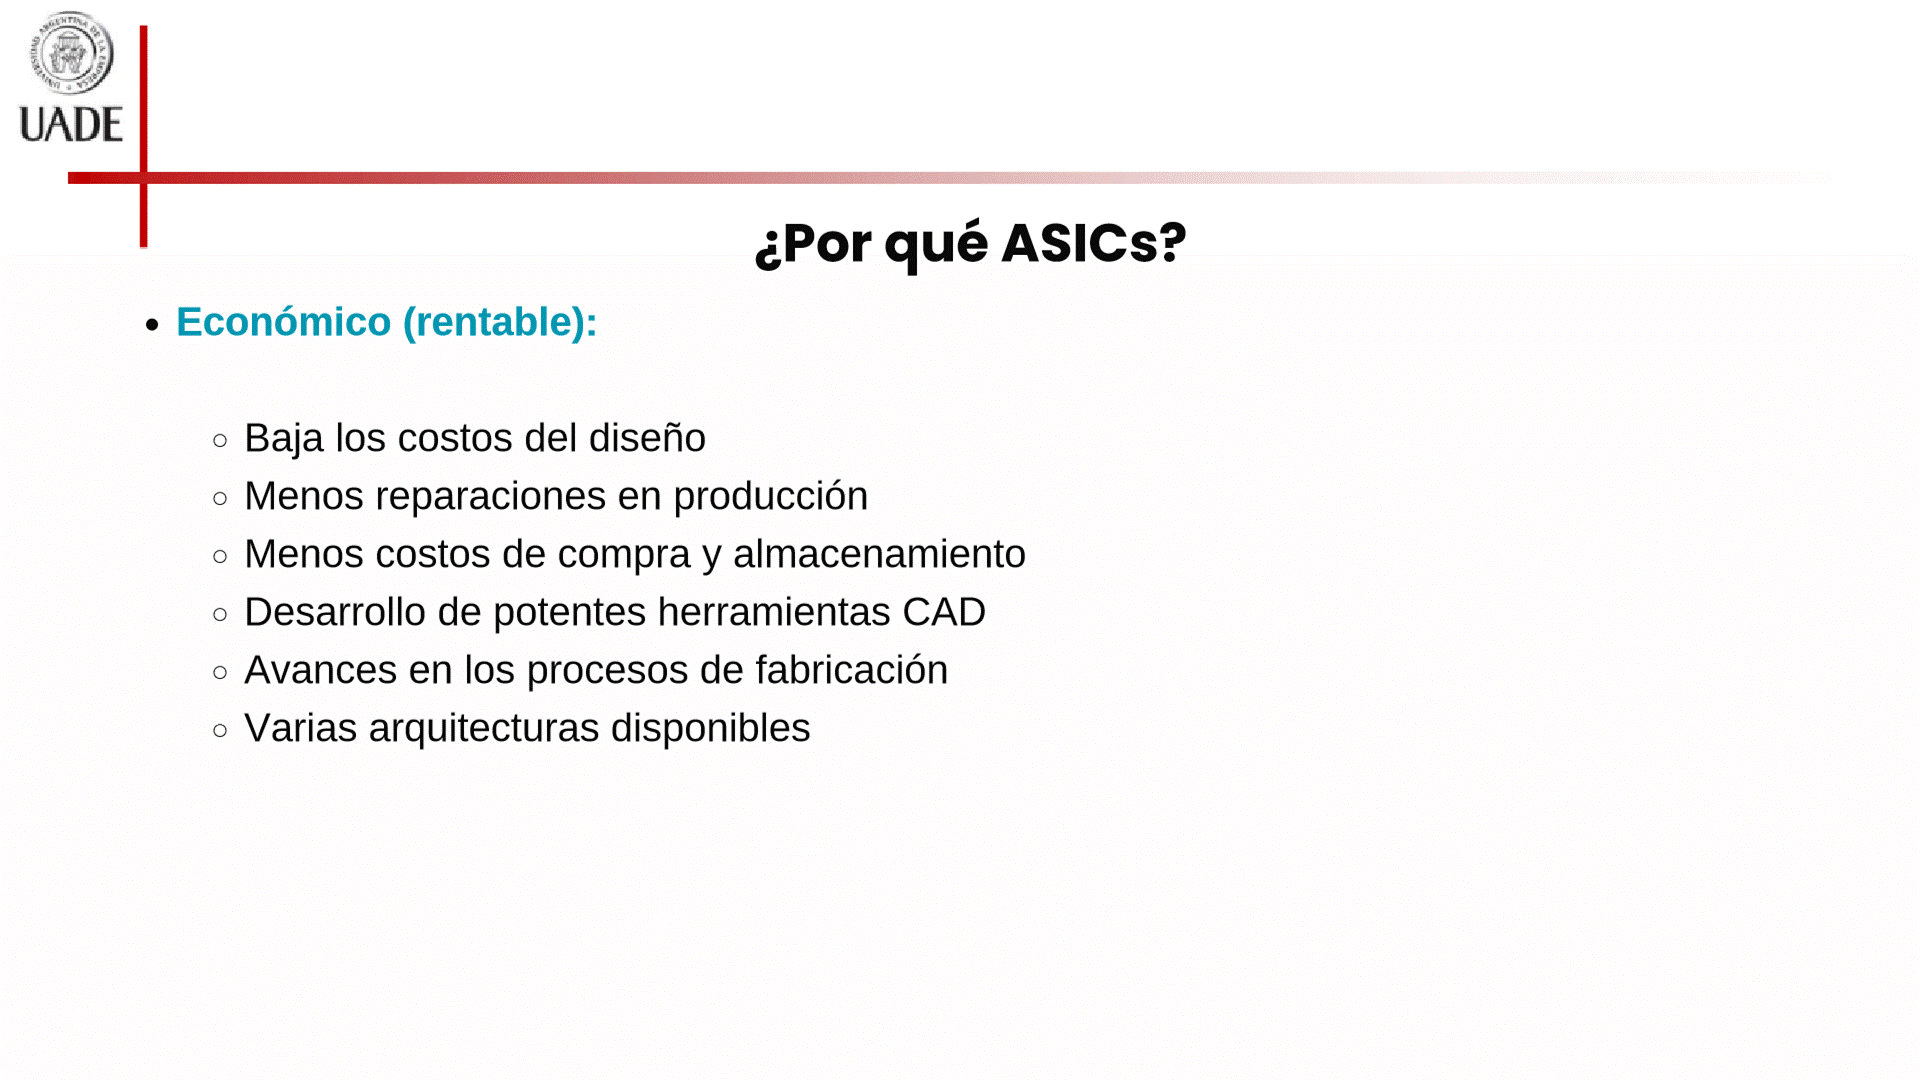 UNIVERSIDAD ARGENTINA DE LA EMPRESA
UADE
¿Por qué ASICs?
• Económico (rentable):
○ Baja los costos del diseño
○ Menos reparaciones en producción
○ Menos costos de compra y almacenamiento
○ Desarrollo de potentes herramientas CAD
○ Avances en los procesos de fabricación
○ Varias arquitecturas disponibles